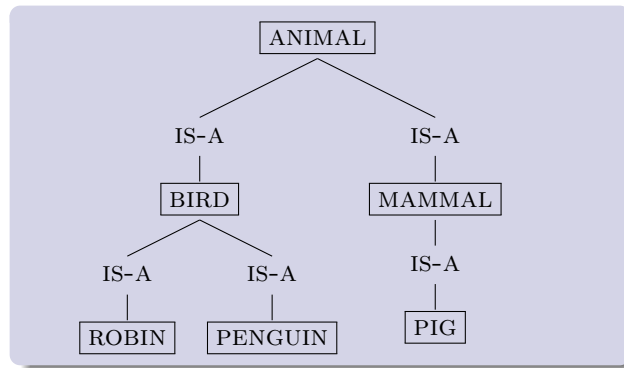 ANIMAL
IS-A IS-A
BIRD MAMMAL
IS-A IS-A IS-A
ROBIN PENGUIN PIG